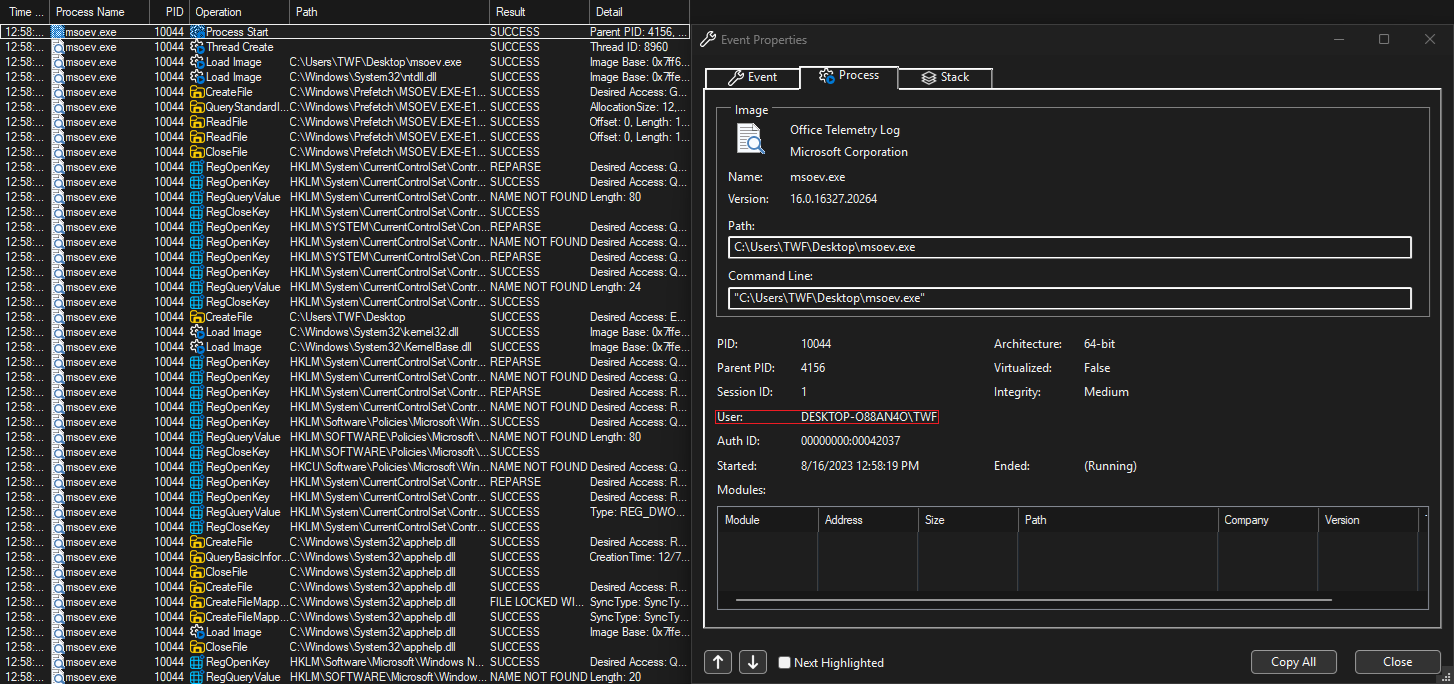 Time ... Process Name PID Operation Path Result Detail
12:58:... msoev.exe 10044 Process Start SUCCESS Parent PID: 4156, ...
12:58:... msoev.exe 10044 Thread Create SUCCESS Thread ID: 8960
12:58:... msoev.exe 10044 Load Image C:\Users\TWF\Desktop\msoev.exe SUCCESS Image Base: 0x7ff6...
12:58:... msoev.exe 10044 Load Image C:\Windows\System32\ntdll.dll SUCCESS Image Base: 0x7ffe...
12:58:... msoev.exe 10044 CreateFile C:\Windows\Prefetch\MSOEV.EXE-E1... SUCCESS Desired Access: G...
12:58:... msoev.exe 10044 QueryStandardI... C:\Windows\Prefetch\MSOEV.EXE-E1... SUCCESS AllocationSize: 12,...
12:58:... msoev.exe 10044 ReadFile C:\Windows\Prefetch\MSOEV.EXE-E1... SUCCESS Offset: 0, Length: 1...
12:58:... msoev.exe 10044 ReadFile C:\Windows\Prefetch\MSOEV.EXE-E1... SUCCESS Offset: 0, Length: 1...
12:58:... msoev.exe 10044 CloseFile C:\Windows\Prefetch\MSOEV.EXE-E1... SUCCESS
12:58:... msoev.exe 10044 RegOpenKey HKLM\System\CurrentControlSet\Contr... REPARSE Desired Access: Q...
12:58:... msoev.exe 10044 RegOpenKey HKLM\System\CurrentControlSet\Contr... SUCCESS Desired Access: Q...
12:58:... msoev.exe 10044 RegQueryValue HKLM\System\CurrentControlSet\Contr... NAME NOT FOUND Length: 80
12:58:... msoev.exe 10044 RegCloseKey HKLM\System\CurrentControlSet\Contr... SUCCESS
12:58:... msoev.exe 10044 RegOpenKey HKLM\SYSTEM\CurrentControlSet\Con... REPARSE Desired Access: Q...
12:58:... msoev.exe 10044 RegOpenKey HKLM\System\CurrentControlSet\Contr... NAME NOT FOUND Desired Access: Q...
12:58:... msoev.exe 10044 RegOpenKey HKLM\SYSTEM\CurrentControlSet\Con... REPARSE Desired Access: Q...
12:58:... msoev.exe 10044 RegOpenKey HKLM\System\CurrentControlSet\Contr... SUCCESS Desired Access: Q...
12:58:... msoev.exe 10044 RegQueryValue HKLM\System\CurrentControlSet\Contr... NAME NOT FOUND Length: 24
12:58:... msoev.exe 10044 RegCloseKey HKLM\System\CurrentControlSet\Contr... SUCCESS
12:58:... msoev.exe 10044 CreateFile C:\Users\TWF\Desktop SUCCESS Desired Access: E...
12:58:... msoev.exe 10044 Load Image C:\Windows\System32\kernel32.dll SUCCESS Image Base: 0x7ffe...
12:58:... msoev.exe 10044 Load Image C:\Windows\System32\KernelBase.dll SUCCESS Image Base: 0x7ffe...
12:58:... msoev.exe 10044 RegOpenKey HKLM\System\CurrentControlSet\Contr... REPARSE Desired Access: Q...
12:58:... msoev.exe 10044 RegOpenKey HKLM\System\CurrentControlSet\Contr... NAME NOT FOUND Desired Access: Q...
12:58:... msoev.exe 10044 RegOpenKey HKLM\System\CurrentControlSet\Contr... REPARSE Desired Access: R...
12:58:... msoev.exe 10044 RegOpenKey HKLM\System\CurrentControlSet\Contr... NAME NOT FOUND Desired Access: R...
12:58:... msoev.exe 10044 RegOpenKey HKLM\Software\Policies\Microsoft\Win... SUCCESS Desired Access: Q...
12:58:... msoev.exe 10044 RegQueryValue HKLM\SOFTWARE\Policies\Microsoft\... NAME NOT FOUND Length: 80
12:58:... msoev.exe 10044 RegCloseKey HKLM\SOFTWARE\Policies\Microsoft\... SUCCESS
12:58:... msoev.exe 10044 RegOpenKey HKCU\Software\Policies\Microsoft\Win... NAME NOT FOUND Desired Access: Q...
12:58:... msoev.exe 10044 RegOpenKey HKLM\System\CurrentControlSet\Contr... REPARSE Desired Access: R...
12:58:... msoev.exe 10044 RegOpenKey HKLM\System\CurrentControlSet\Contr... SUCCESS Desired Access: R...
12:58:... msoev.exe 10044 RegQueryValue HKLM\System\CurrentControlSet\Contr... SUCCESS Type: REG_DWO...
12:58:... msoev.exe 10044 RegCloseKey HKLM\System\CurrentControlSet\Contr... SUCCESS
12:58:... msoev.exe 10044 CreateFile C:\Windows\System32\apphelp.dll SUCCESS Desired Access: R...
12:58:... msoev.exe 10044 QueryBasicInfor... C:\Windows\System32\apphelp.dll SUCCESS CreationTime: 12/7...
12:58:... msoev.exe 10044 CloseFile C:\Windows\System32\apphelp.dll SUCCESS
12:58:... msoev.exe 10044 CreateFile C:\Windows\System32\apphelp.dll SUCCESS Desired Access: R...
12:58:... msoev.exe 10044 CreateFileMapp... C:\Windows\System32\apphelp.dll FILE LOCKED WI... SyncType: SyncTy...
12:58:... msoev.exe 10044 CreateFileMapp... C:\Windows\System32\apphelp.dll SUCCESS SyncType: SyncTy...
12:58:... msoev.exe 10044 Load Image C:\Windows\System32\apphelp.dll SUCCESS Image Base: 0x7ffe...
12:58:... msoev.exe 10044 CloseFile C:\Windows\System32\apphelp.dll SUCCESS
12:58:... msoev.exe 10044 RegOpenKey HKLM\Software\Microsoft\Windows N... SUCCESS Desired Access: Q...
12:58:... msoev.exe 10044 RegQueryValue HKLM\SOFTWARE\Microsoft\Window... NAME NOT FOUND Length: 20
Event Properties
Event Process Stack
Image
Office Telemetry Log
Microsoft Corporation
Name: msoev.exe
Version: 16.0.16327.20264
Path:
C:\Users\TWF\Desktop\msoev.exe
Command Line:
"C:\Users\TWF\Desktop\msoev.exe"
PID: 10044 Architecture: 64-bit
Parent PID: 4156 Virtualized: False
Session ID: 1 Integrity: Medium
User: DESKTOP-O88AN4O\TWF
Auth ID: 00000000:00042037
Started: 8/16/2023 12:58:19 PM Ended: (Running)
Modules:
Module Address Size Path Company Version
Next Highlighted Copy All Close